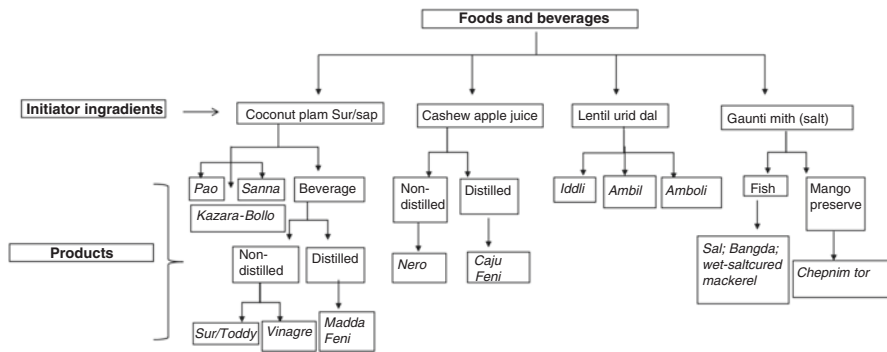 Foods and beverages
Initiator ingradients
Coconut plam Sur/sap
Cashew apple juice
Lentil urid dal
Gaunti mith (salt)
Pao
Sanna
Beverage
Kazara-Bollo
Non-
distilled
Distilled
Iddli
Ambil
Amboli
Fish
Mango
preserve
Products
Non-
distilled
Distilled
Nero
Caju
Feni
Sal; Bangda;
wet-saltcured
mackerel
Chepnim tor
Sur/Toddy
Vinagre
Madda
Feni